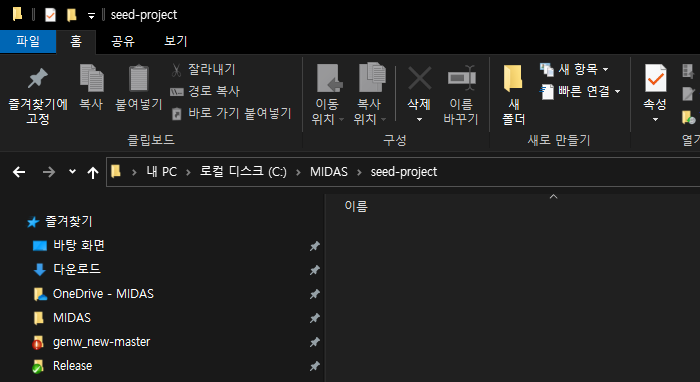 seed-project
파일 홈 공유 보기
즐겨찾기에 고정
복사
붙여넣기
잘라내기
경로 복사
바로 가기 붙여넣기
클립보드
이동 위치
복사 위치
삭제
이름 바꾸기
구성
새 폴더
새 항목
빠른 연결
새로 만들기
속성
열기
내 PC > 로컬 디스크 (C:) > MIDAS > seed-project
이름
즐겨찾기
바탕 화면
다운로드
OneDrive - MIDAS
MIDAS
genw_new-master
Release